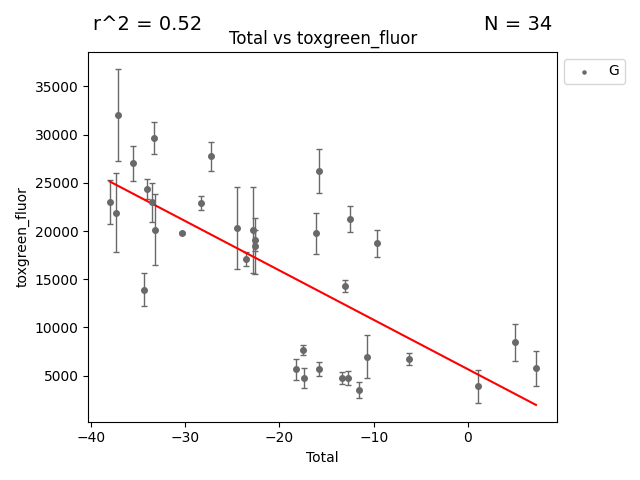 r^2 = 0.52
N = 34
Total vs toxgreen_fluor
G
35000
30000
25000
20000
15000
10000
5000
toxgreen_fluor
−40
−30
−20
−10
0
Total